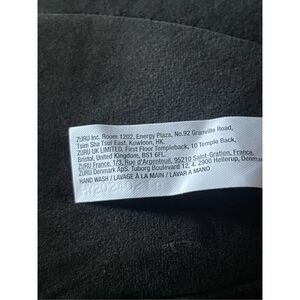 ZURU Inc. Room 1202, Energy Plaza, No.92 Granville Road,
Tsim Sha Tsui East, Kowloon, HK.
ZURU UK LIMITED, First Floor Templeback, 10 Temple Back,
Bristol, United Kingdom, BS1 6FL.
ZURU France. 1/3, Rue d'Argenteuil, 95210 Saint-Gratien, France,
ZURU Denmark ApS. Tuborg Boulevard 12, 4. 2900 Hellerup, Denmar
HAND WASH / LAVAGE À LA MAIN / LAVAR A MANO